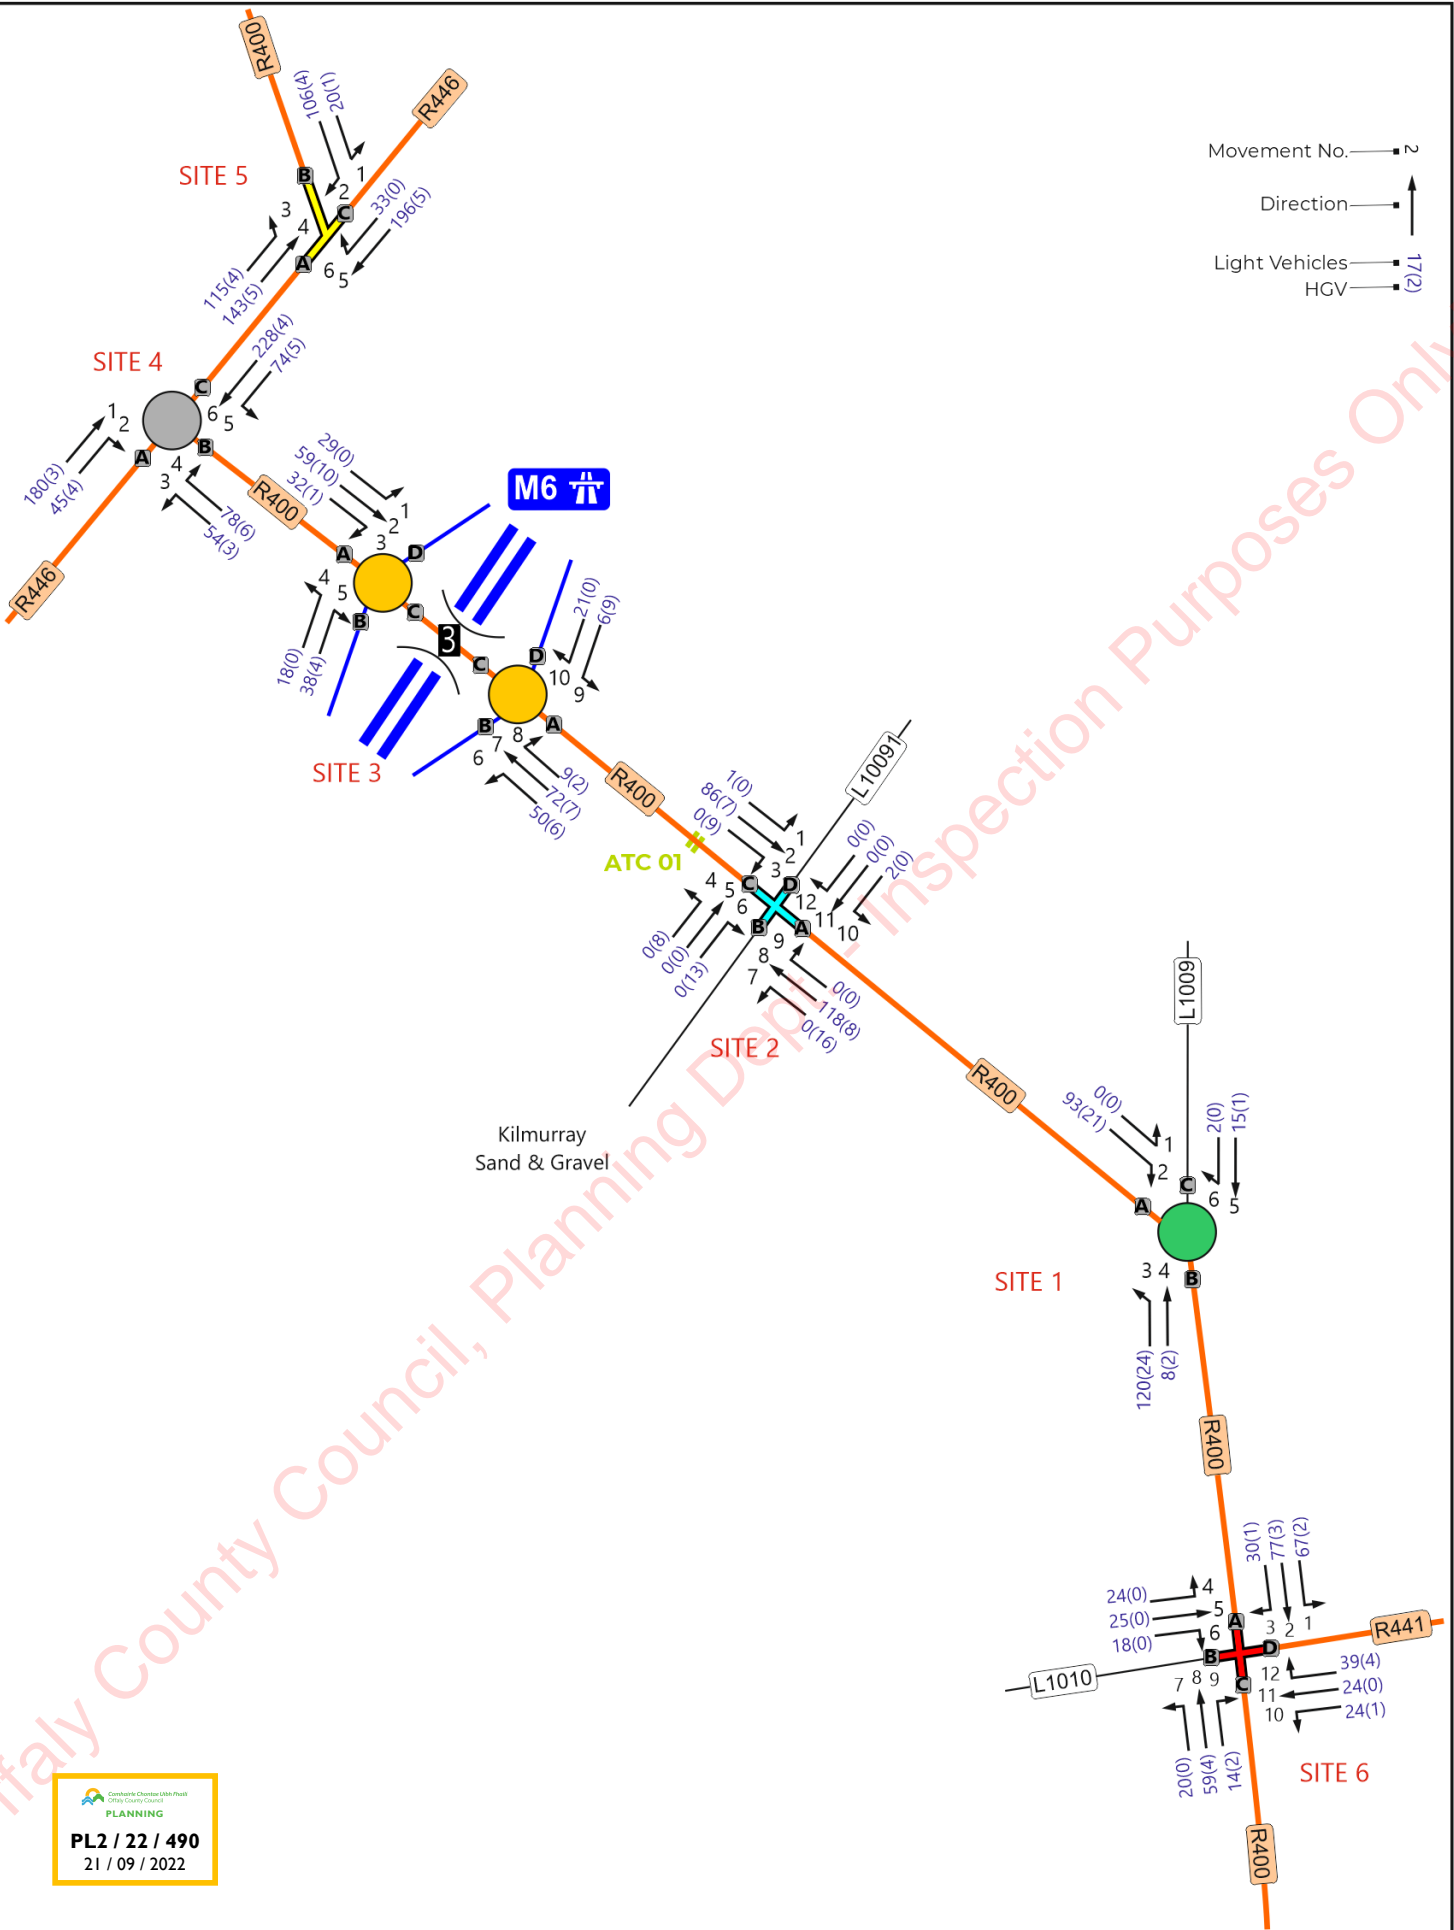 R400
R446
106(4)
20(1)
SITE 5
B
1
2
C
33(0)
196(5)
3
4
A
6
5
115(4)
143(5)
Movement No.
2
Direction
Light Vehicles
17(2)
HGV
SITE 4
228(4)
74(5)
C
6
5
1
2
A
B
4
3
180(3)
45(4)
78(6)
54(3)
R446
R400
29(0)
59(10)
32(1)
M6
1
2
3
A
D
4
5
B
C
18(0)
38(4)
3
C
D
21(0)
6(9)
10
9
B
A
8
7
6
SITE 3
9(2)
72(7)
50(6)
R400
L10091
ATC 01
1(0)
86(7)
0(9)
1
2
3
0(0)
0(0)
2(0)
C
D
4
5
6
12
11
10
B
A
9
8
7
0(8)
0(0)
0(13)
0(0)
118(8)
0(16)
SITE 2
Kilmurray
Sand & Gravel
R400
L1009
0(0)
93(21)
1
2
2(0)
15(1)
C
6
5
A
SITE 1
3
4
B
120(24)
8(2)
R400
30(1)
77(3)
67(2)
24(0)
25(0)
18(0)
4
5
6
A
3
2
1
R441
B
D
C
L1010
7
8
9
12
11
10
39(4)
24(0)
24(1)
20(0)
59(4)
14(2)
SITE 6
R400
Offaly County Council, Planning Dept. - Inspection Purposes Only
Comhairle Chontae Uíbh Fhailí
Offaly County Council
PLANNING
PL2 / 22 / 490
21 / 09 / 2022